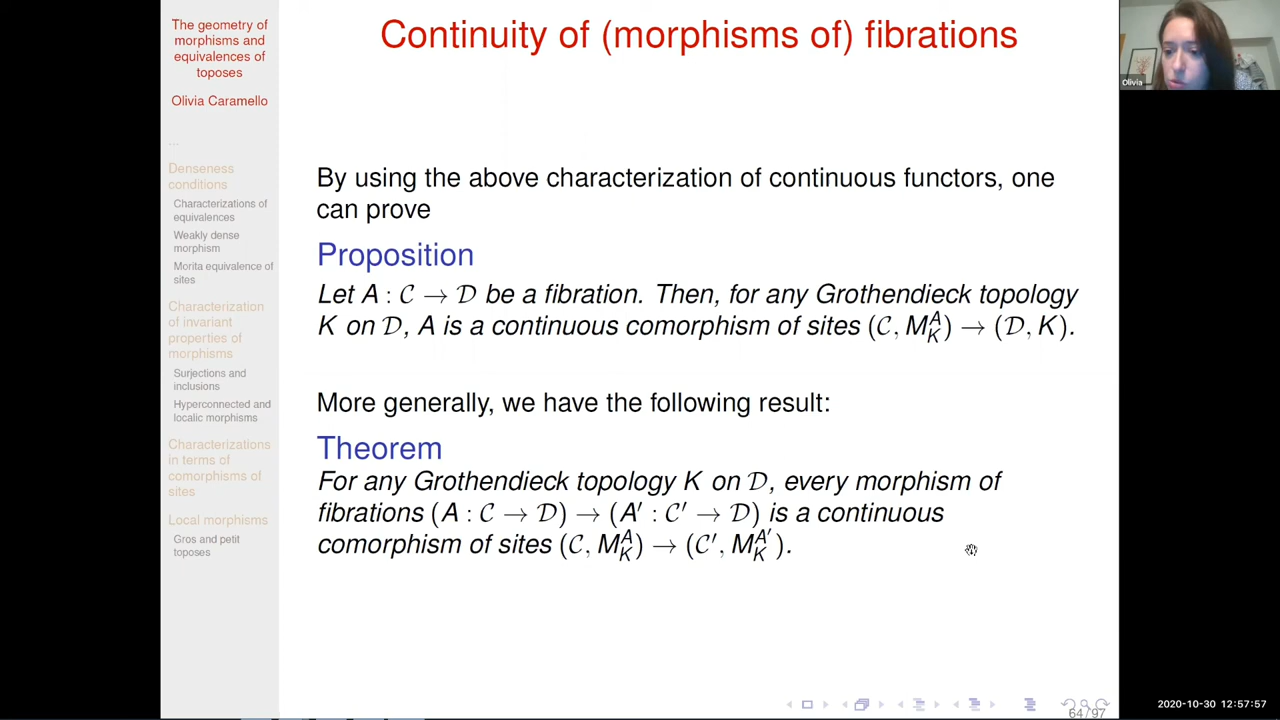 The geometry of
morphisms and
equivalences of
toposes
Olivia Caramello
...
Denseness
conditions
Characterizations of
equivalences
Weakly dense
morphism
Morita equivalence of
sites
Characterization
of invariant
properties of
morphisms
Surjections and
inclusions
Hyperconnected and
localic morphisms
Characterizations
in terms of
comorphisms of
sites
Local morphisms
Gros and petit
toposes
Continuity of (morphisms of) fibrations
By using the above characterization of continuous functors, one
can prove
Proposition
Let A : 𝒞 → 𝒟 be a fibration. Then, for any Grothendieck topology
K on 𝒟, A is a continuous comorphism of sites (𝒞, M_K^A) → (𝒟, K).
More generally, we have the following result:
Theorem
For any Grothendieck topology K on 𝒟, every morphism of
fibrations (A : 𝒞 → 𝒟) → (A′ : 𝒞′ → 𝒟) is a continuous
comorphism of sites (𝒞, M_K^A) → (𝒞′, M_K^{A′}).
64/97
Olivia
2020-10-30 12:57:57